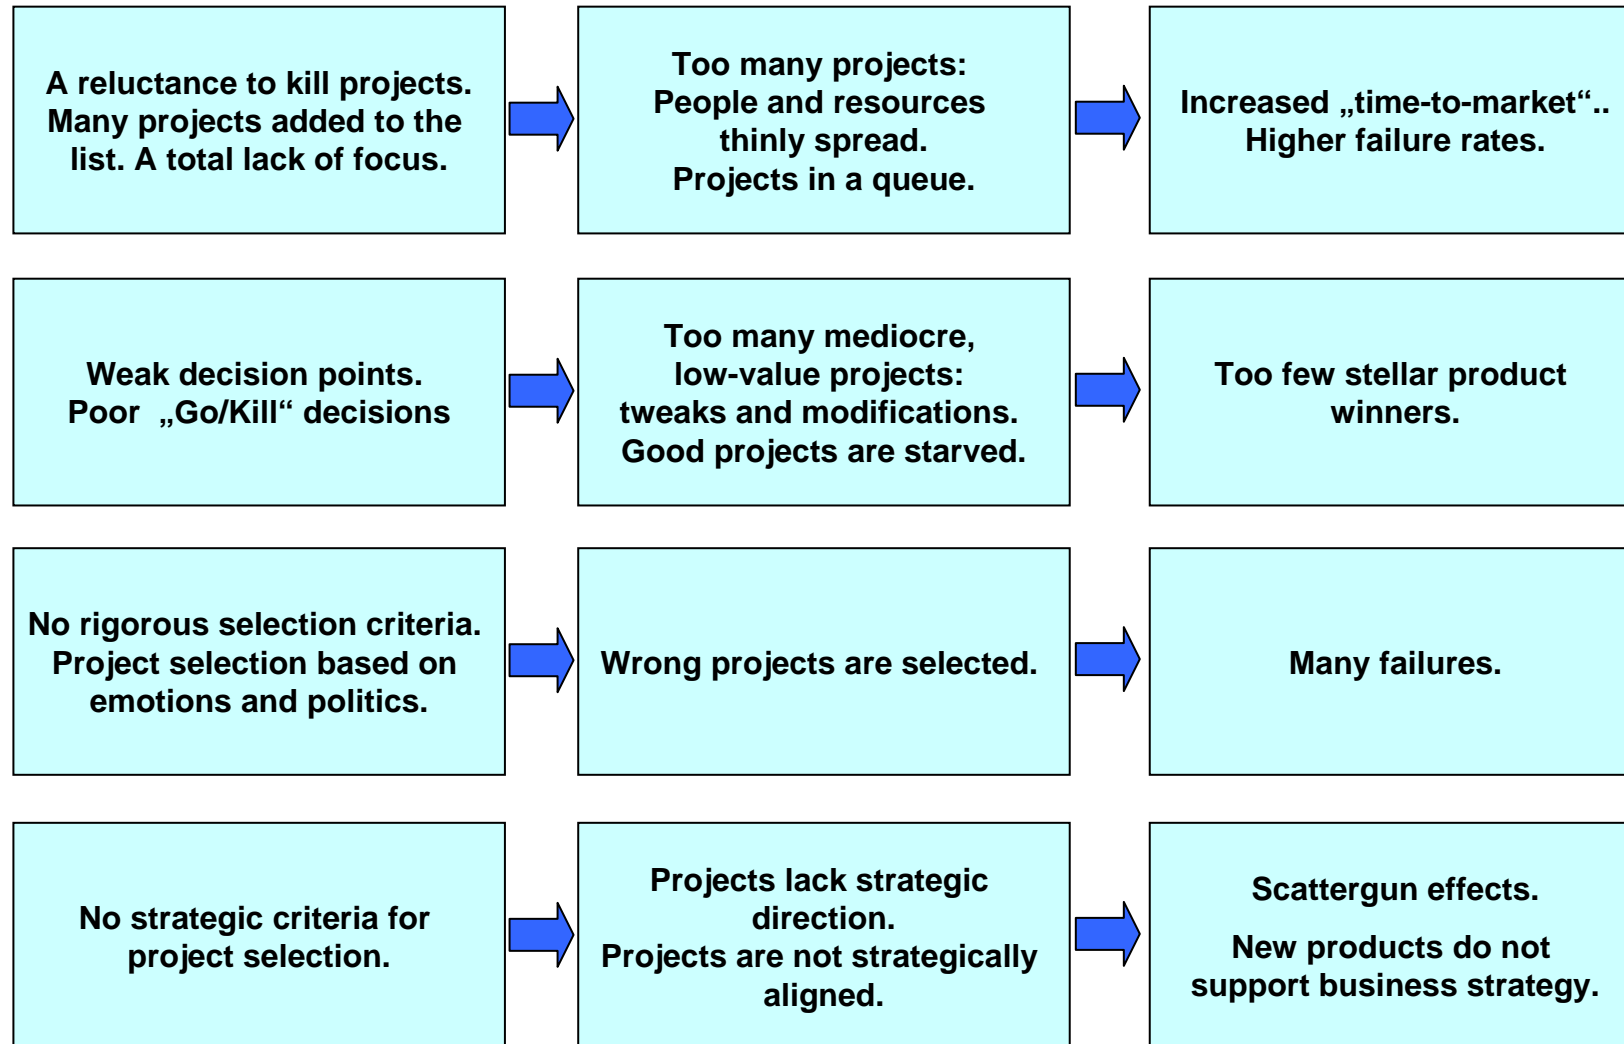 A reluctance to kill projects.
Many projects added to the
list. A total lack of focus.
Too many projects:
People and resources
thinly spread.
Projects in a queue.
Increased „time-to-market“..
Higher failure rates.
Weak decision points.
Poor „Go/Kill“ decisions
Too many mediocre,
low-value projects:
tweaks and modifications.
Good projects are starved.
Too few stellar product
winners.
No rigorous selection criteria.
Project selection based on
emotions and politics.
Wrong projects are selected.
Many failures.
No strategic criteria for
project selection.
Projects lack strategic
direction.
Projects are not strategically
aligned.
Scattergun effects.
New products do not
support business strategy.